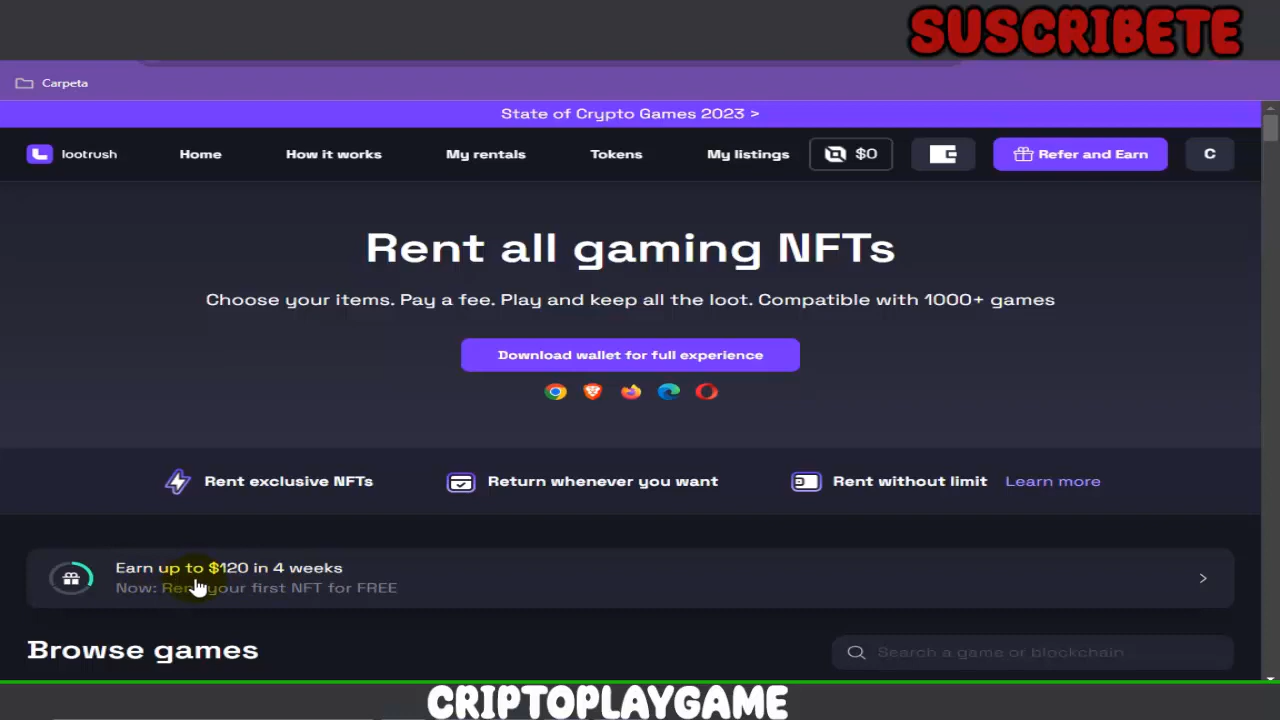 SUSCRIBETE
Carpeta
State of Crypto Games 2023 >
lootrush Home How it works My rentals Tokens My listings $0 Refer and Earn C
Rent all gaming NFTs
Choose your items. Pay a fee. Play and keep all the loot. Compatible with 1000+ games
Download wallet for full experience
Rent exclusive NFTs Return whenever you want Rent without limit Learn more
Earn up to $120 in 4 weeks
Now: Rent your first NFT for FREE
Browse games
Search a game or blockchain
CRIPTOPLAYGAME